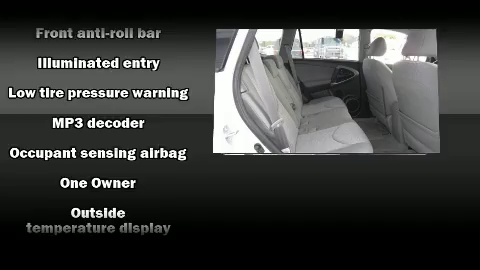 Front anti-roll bar
Illuminated entry
Low tire pressure warning
MP3 decoder
Occupant sensing airbag
One Owner
Outside
temperature display